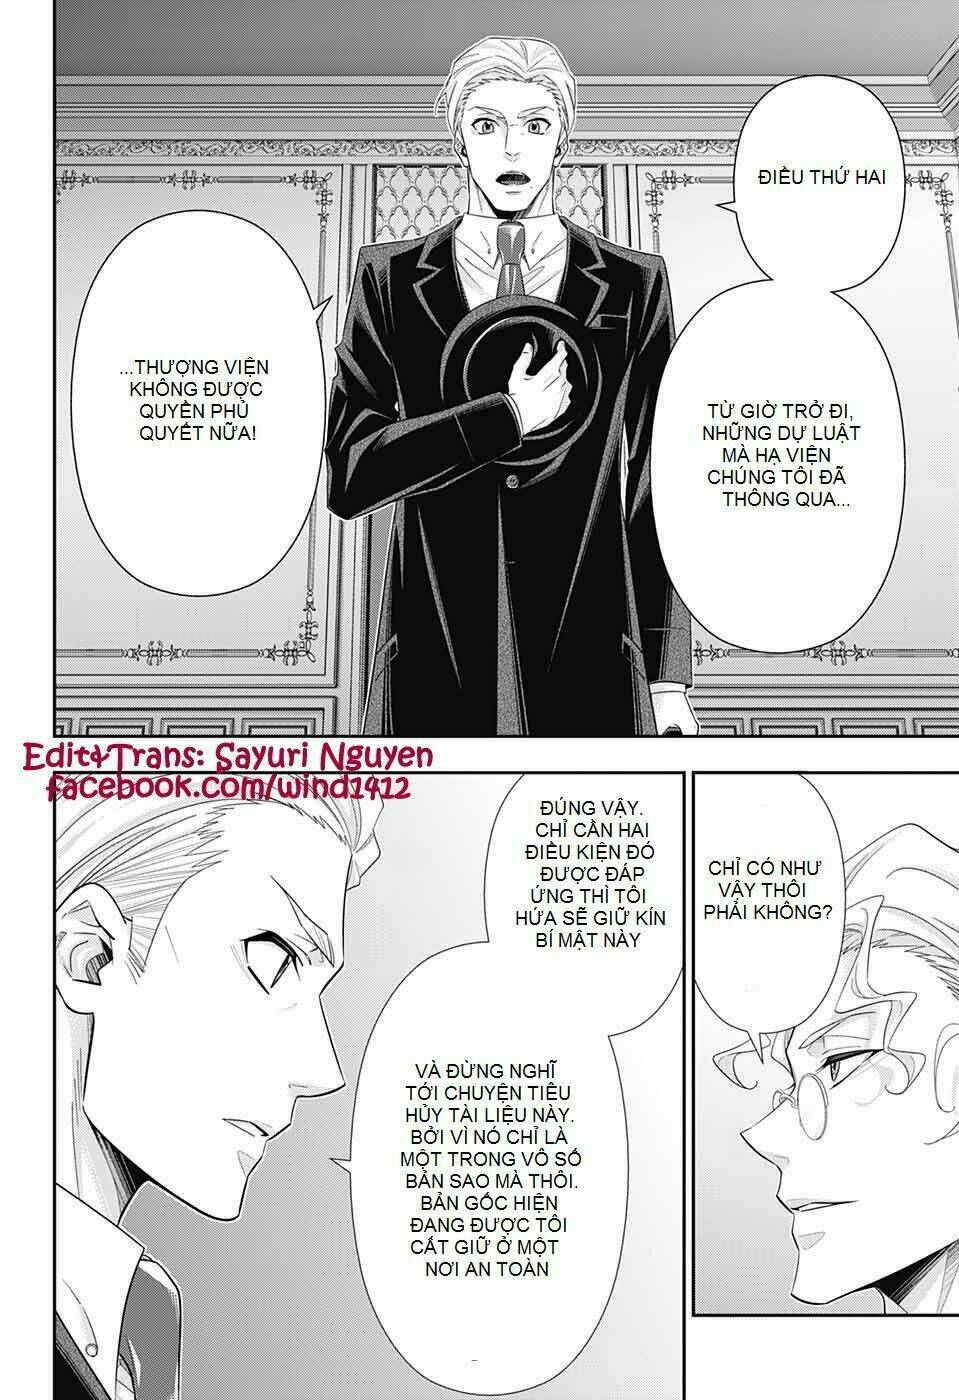 ĐIỀU THỨ HAI
TỪ GIỜ TRỞ ĐI,
NHỮNG DỰ LUẬT
MÀ HẠ VIỆN
CHÚNG TÔI ĐÃ
THÔNG QUA...
...THƯỢNG VIỆN
KHÔNG ĐƯỢC
QUYỀN PHỦ
QUYẾT NỮA!
Edit&Trans: Sayuri Nguyen
facebook.com/wind1412
CHỈ CÓ NHƯ
VẬY THÔI
PHẢI KHÔNG?
ĐÚNG VẬY.
CHỈ CẦN HAI
ĐIỀU KIỆN ĐÓ
ĐƯỢC ĐÁP
ỨNG THÌ TÔI
HỨA SẼ GIỮ KÍN
BÍ MẬT NÀY
VÀ ĐỪNG NGHĨ
TỚI CHUYỆN TIÊU
HỦY TÀI LIỆU NÀY.
BỞI VÌ NÓ CHỈ LÀ
MỘT TRONG VÔ SỐ
BẢN SAO MÀ THÔI.
BẢN GỐC HIỆN
ĐANG ĐƯỢC TÔI
CẤT GIỮ Ở MỘT
NƠI AN TOÀN